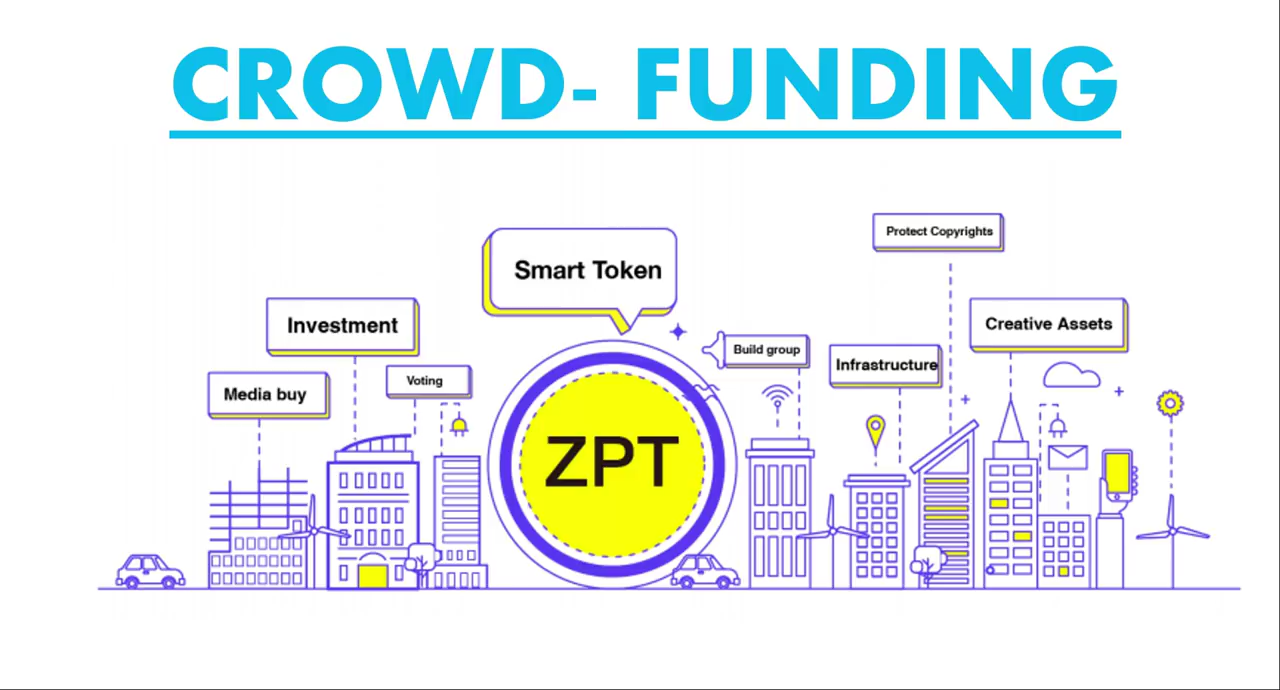 CROWD- FUNDING
Protect Copyrights
Smart Token
Investment
Creative Assets
Build group
Infrastructure
Voting
Media buy
ZPT